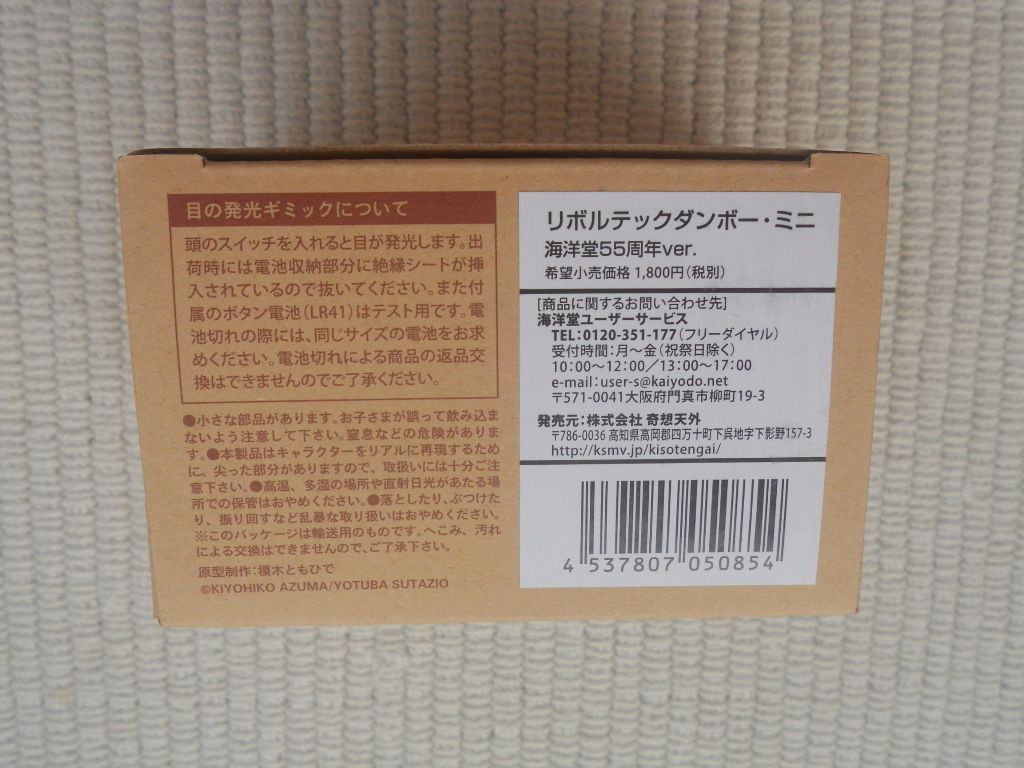 目の発光ギミックについて
頭のスイッチを入れると目が発光します。出
荷時には電池収納部分に絶縁シートが挿
入されているので抜いてください。また付
属のボタン電池(LR41)はテスト用です。電
池切れの際には、同じサイズの電池をお求
めください。電池切れによる商品の返品交
換はできませんのでご了承ください。
●小さな部品があります。お子さまが誤って飲み込ま
ないよう注意して下さい。窒息などの危険がありま
す。●本製品はキャラクターをリアルに再現するため
に、尖った部分がありますので、取扱いには十分ご注
意下さい。●高温、多湿の場所や直射日光があたる場
所での保管はおやめください。●落としたり、ぶつけた
り、振り回すなど乱暴な取り扱いはおやめください。
※このパッケージは輸送用のものです。へこみ、汚れ
による交換はできませんので、ご了承下さい。
原型制作：榎木ともひで
©KIYOHIKO AZUMA/YOTUBA SUTAZIO
リボルテックダンボー・ミニ
海洋堂55周年ver.
希望小売価格 1,800円(税別)
[商品に関するお問い合わせ先]
海洋堂ユーザーサービス
TEL:0120-351-177(フリーダイヤル)
受付時間：月～金(祝祭日除く)
10:00～12:00／13:00～17:00
e-mail:user-s@kaiyodo.net
〒571-0041大阪府門真市柳町19-3
発売元：株式会社 奇想天外
〒786-0036 高知県高岡郡四万十町下呉地字下影野157-3
http://ksmv.jp/kisotengai/
4 537807 050854